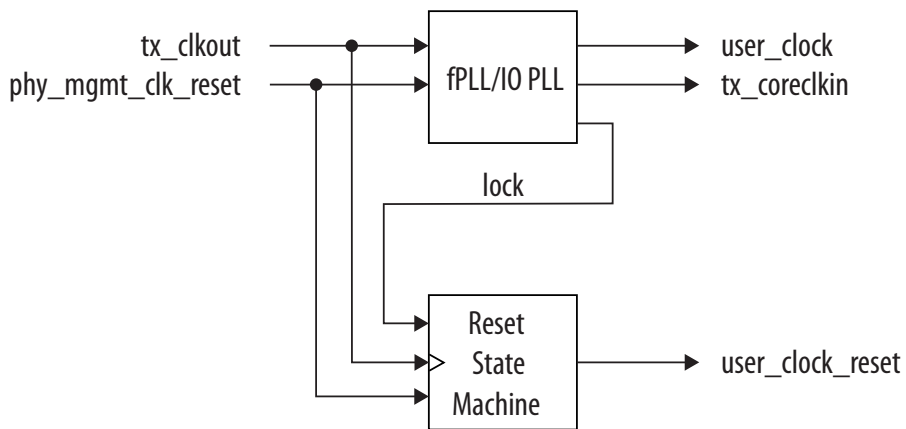 tx_clkout
phy_mgmt_clk_reset
fPLL/IO PLL
user_clock
tx_coreclkin
lock
Reset
State
Machine
user_clock_reset